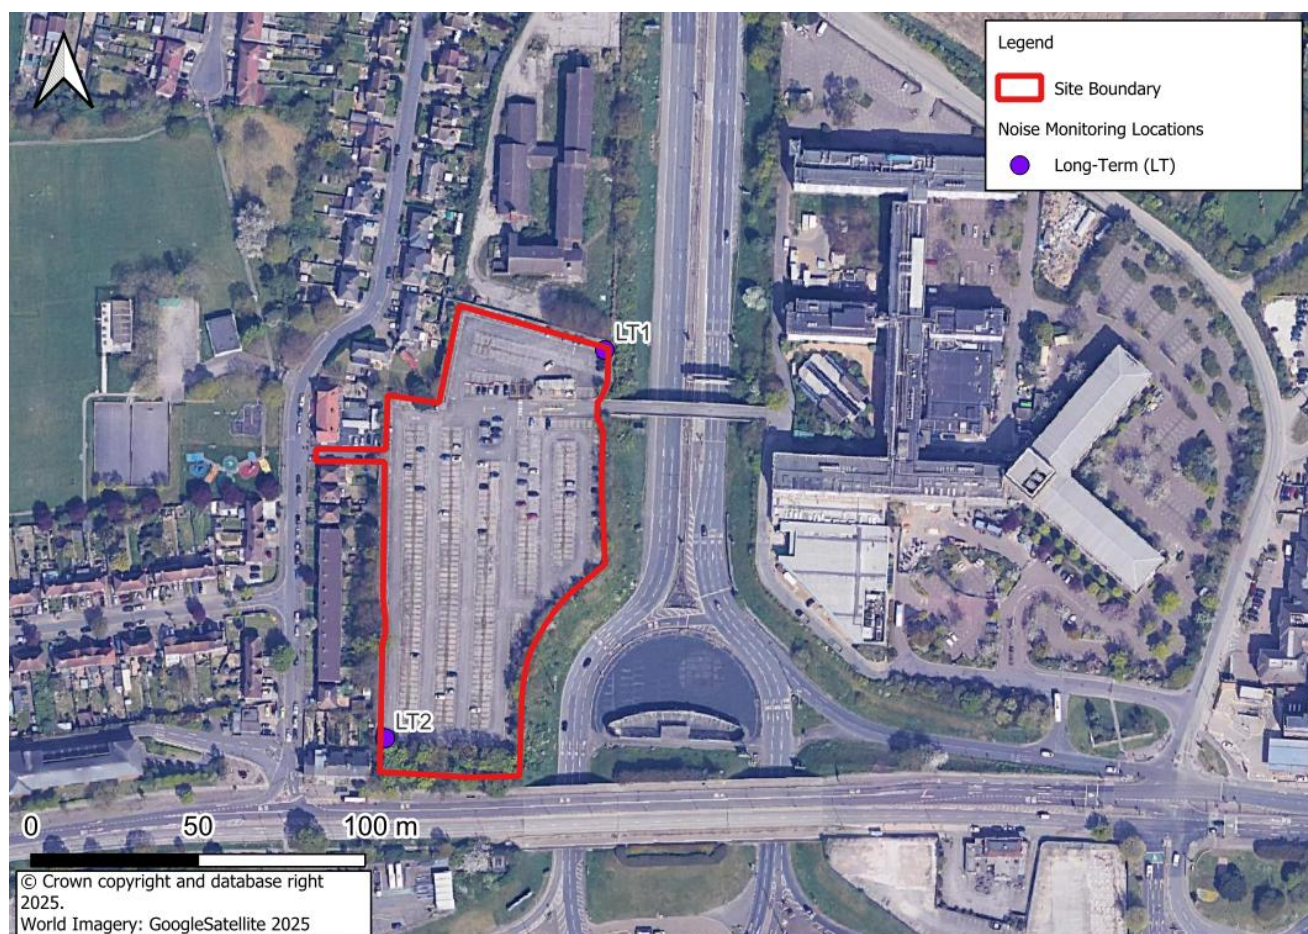 Legend
Site Boundary
Noise Monitoring Locations
Long-Term (LT)
LT1
LT2
0 50 100 m
© Crown copyright and database right
2025.
World Imagery: GoogleSatellite 2025